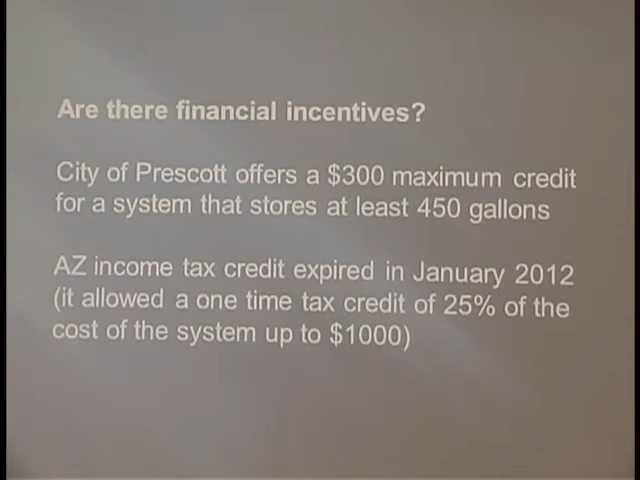 Are there financial incentives?
City of Prescott offers a $300 maximum credit
for a system that stores at least 450 gallons
AZ income tax credit expired in January 2012
(it allowed a one time tax credit of 25% of the
cost of the system up to $1000)